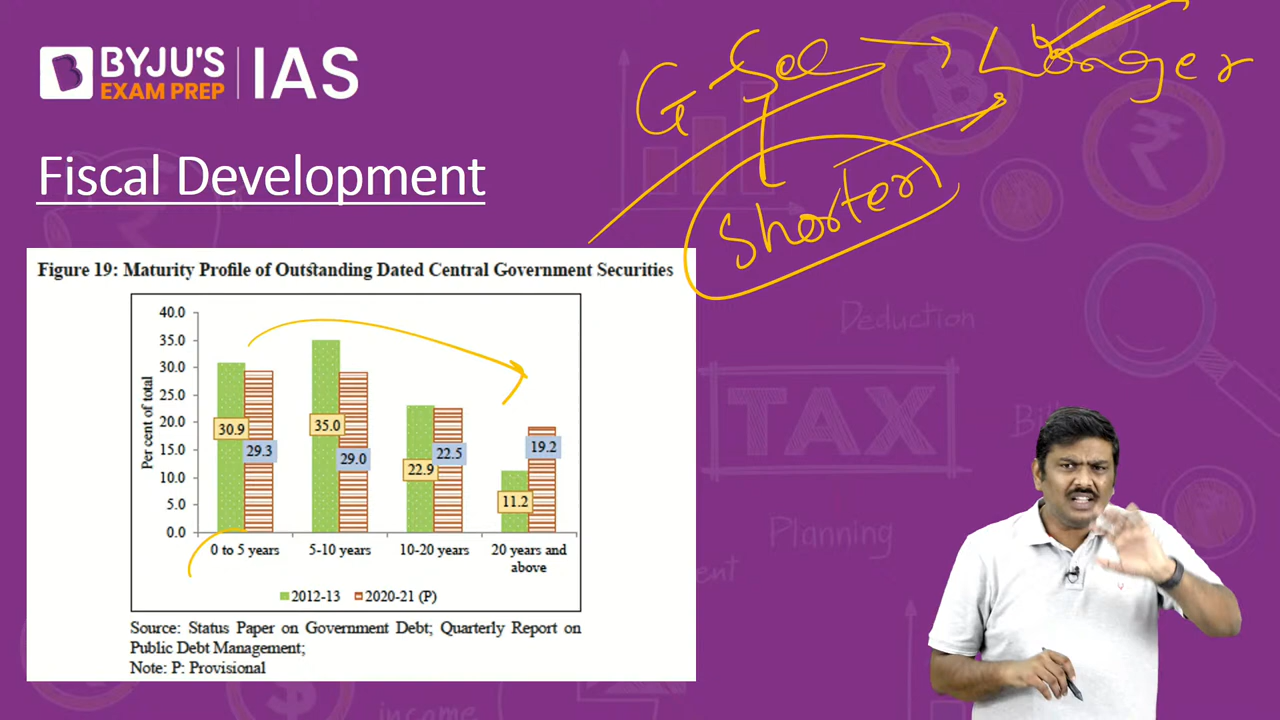 BYJU'S
EXAM PREP
IAS
G Sec → Longer
Shorter
Fiscal Development
Figure 19: Maturity Profile of Outstanding Dated Central Government Securities
Per cent of total
40.0
35.0
30.0
25.0
20.0
15.0
10.0
5.0
0.0
30.9
29.3
35.0
29.0
22.9
22.5
11.2
19.2
0 to 5 years
5-10 years
10-20 years
20 years and
above
2012-13
2020-21 (P)
Source: Status Paper on Government Debt; Quarterly Report on
Public Debt Management;
Note: P: Provisional
Deduction
TAX
Planning
income